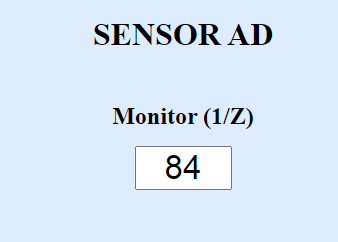 SENSOR AD
Monitor (1/Z)
84